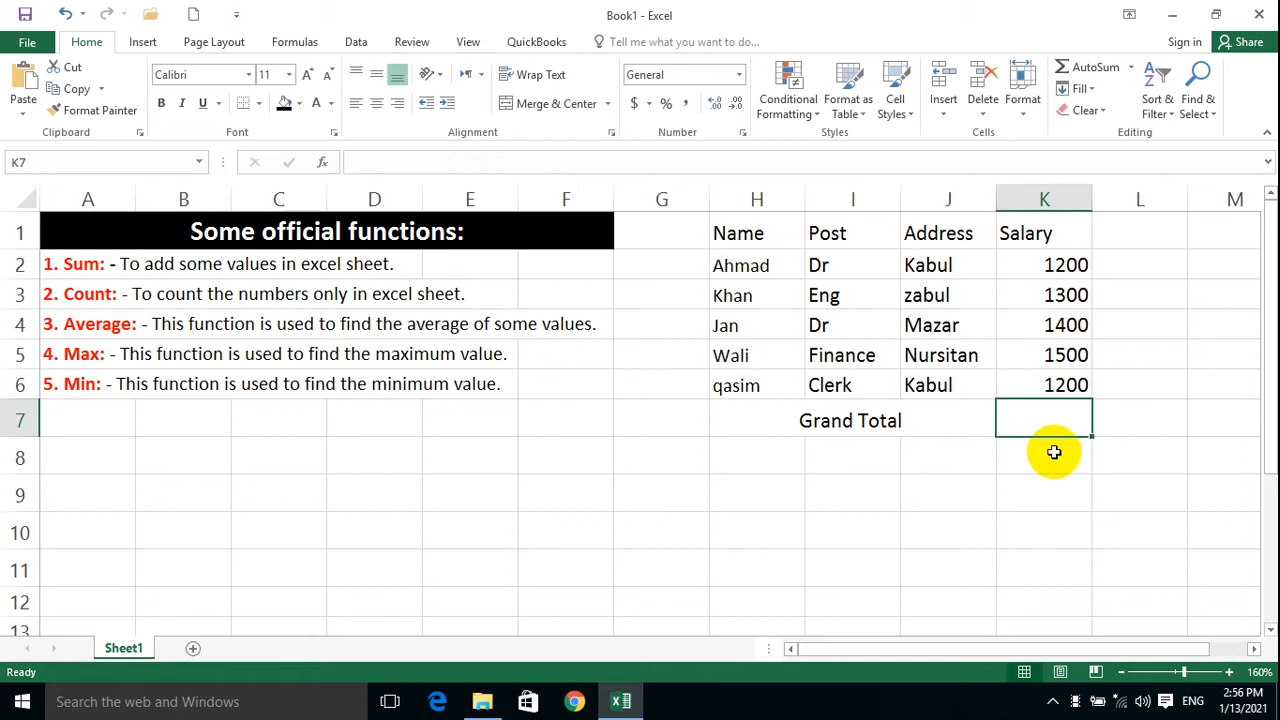 Book1 - Excel
File Home Insert Page Layout Formulas Data Review View QuickBooks Tell me what you want to do... Sign in Share
Paste Cut Copy Format Painter Clipboard
Calibri 11 B I U A A A Font
Wrap Text Merge & Center Alignment
General $ % , Number
Conditional Formatting Format as Table Cell Styles Styles
Insert Delete Format Cells
AutoSum Fill Clear Sort & Filter Find & Select Editing
K7 fx
A B C D E F G H I J K L M
1 Some official functions: Name Post Address Salary
2 1. Sum: - To add some values in excel sheet. Ahmad Dr Kabul 1200
3 2. Count: - To count the numbers only in excel sheet. Khan Eng zabul 1300
4 3. Average: - This function is used to find the average of some values. Jan Dr Mazar 1400
5 4. Max: - This function is used to find the maximum value. Wali Finance Nursitan 1500
6 5. Min: - This function is used to find the minimum value. qasim Clerk Kabul 1200
7 Grand Total
8
9
10
11
12
13
Sheet1
Ready 160%
Search the web and Windows ENG 2:56 PM
1/13/2021